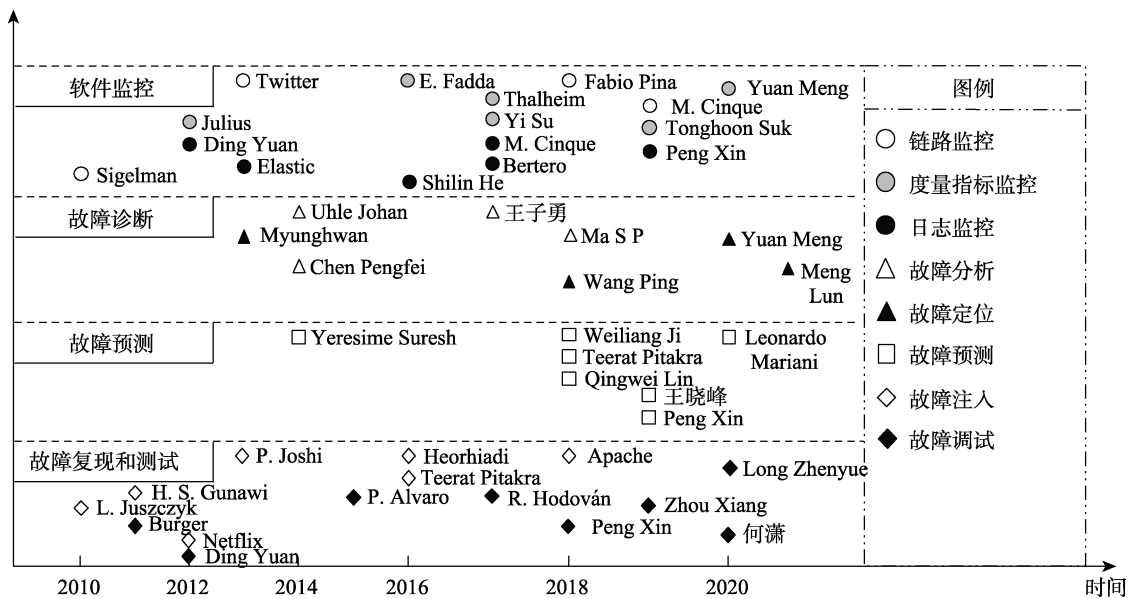 软件监控
Twitter
E. Fadda
Fabio Pina
Yuan Meng
Thalheim
M. Cinque
Julius
Yi Su
Tonghoon Suk
Ding Yuan
M. Cinque
Peng Xin
Elastic
Bertero
Sigelman
Shilin He
故障诊断
Uhle Johan
王子勇
Myunghwan
Ma S P
Yuan Meng
Chen Pengfei
Wang Ping
Meng
Lun
故障预测
Yeresime Suresh
Weiliang Ji
Leonardo
Mariani
Teerat Pitakra
Qingwei Lin
王晓峰
Peng Xin
故障复现和测试
P. Joshi
Heorhiadi
Apache
Long Zhenyue
Teerat Pitakra
H. S. Gunawi
P. Alvaro
R. Hodován
Zhou Xiang
L. Juszczyk
Burger
Peng Xin
何潇
Netflix
Ding Yuan
图例
链路监控
度量指标监控
日志监控
故障分析
故障定位
故障预测
故障注入
故障调试
2010
2012
2014
2016
2018
2020
时间